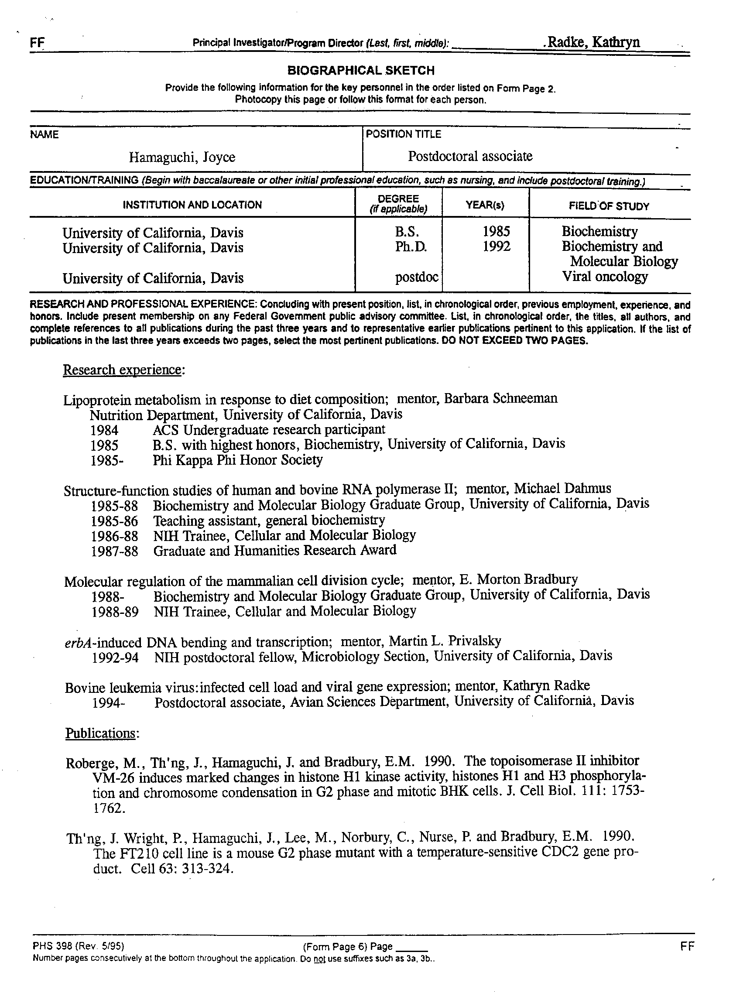 FF Principal Investigator/Program Director (Last, first, middle): ________ Radke, Kathryn
BIOGRAPHICAL SKETCH
Provide the following information for the key personnel in the order listed on Form Page 2.
Photocopy this page or follow this format for each person.
NAME POSITION TITLE
Hamaguchi, Joyce Postdoctoral associate
EDUCATION/TRAINING (Begin with baccalaureate or other initial professional education, such as nursing, and include postdoctoral training.)
INSTITUTION AND LOCATION DEGREE (if applicable) YEAR(s) FIELD OF STUDY
University of California, Davis B.S. 1985 Biochemistry
University of California, Davis Ph.D. 1992 Biochemistry and
Molecular Biology
University of California, Davis postdoc Viral oncology
RESEARCH AND PROFESSIONAL EXPERIENCE: Concluding with present position, list, in chronological order, previous employment, experience, and
honors. Include present membership on any Federal Government public advisory committee. List, in chronological order, the titles, all authors, and
complete references to all publications during the past three years and to representative earlier publications pertinent to this application. If the list of
publications in the last three years exceeds two pages, select the most pertinent publications. DO NOT EXCEED TWO PAGES.
Research experience:
Lipoprotein metabolism in response to diet composition; mentor, Barbara Schneeman
Nutrition Department, University of California, Davis
1984 ACS Undergraduate research participant
1985 B.S. with highest honors, Biochemistry, University of California, Davis
1985- Phi Kappa Phi Honor Society
Structure-function studies of human and bovine RNA polymerase II; mentor, Michael Dahmus
1985-88 Biochemistry and Molecular Biology Graduate Group, University of California, Davis
1985-86 Teaching assistant, general biochemistry
1986-88 NIH Trainee, Cellular and Molecular Biology
1987-88 Graduate and Humanities Research Award
Molecular regulation of the mammalian cell division cycle; mentor, E. Morton Bradbury
1988- Biochemistry and Molecular Biology Graduate Group, University of California, Davis
1988-89 NIH Trainee, Cellular and Molecular Biology
erbA-induced DNA bending and transcription; mentor, Martin L. Privalsky
1992-94 NIH postdoctoral fellow, Microbiology Section, University of California, Davis
Bovine leukemia virus:infected cell load and viral gene expression; mentor, Kathryn Radke
1994- Postdoctoral associate, Avian Sciences Department, University of California, Davis
Publications:
Roberge, M., Th'ng, J., Hamaguchi, J. and Bradbury, E.M. 1990. The topoisomerase II inhibitor
VM-26 induces marked changes in histone H1 kinase activity, histones H1 and H3 phosphoryla-
tion and chromosome condensation in G2 phase and mitotic BHK cells. J. Cell Biol. 111: 1753-
1762.
Th'ng, J. Wright, P., Hamaguchi, J., Lee, M., Norbury, C., Nurse, P. and Bradbury, E.M. 1990.
The FT210 cell line is a mouse G2 phase mutant with a temperature-sensitive CDC2 gene pro-
duct. Cell 63: 313-324.
PHS 398 (Rev. 5/95) (Form Page 6) Page ______ FF
Number pages consecutively at the bottom throughout the application. Do not use suffixes such as 3a, 3b..